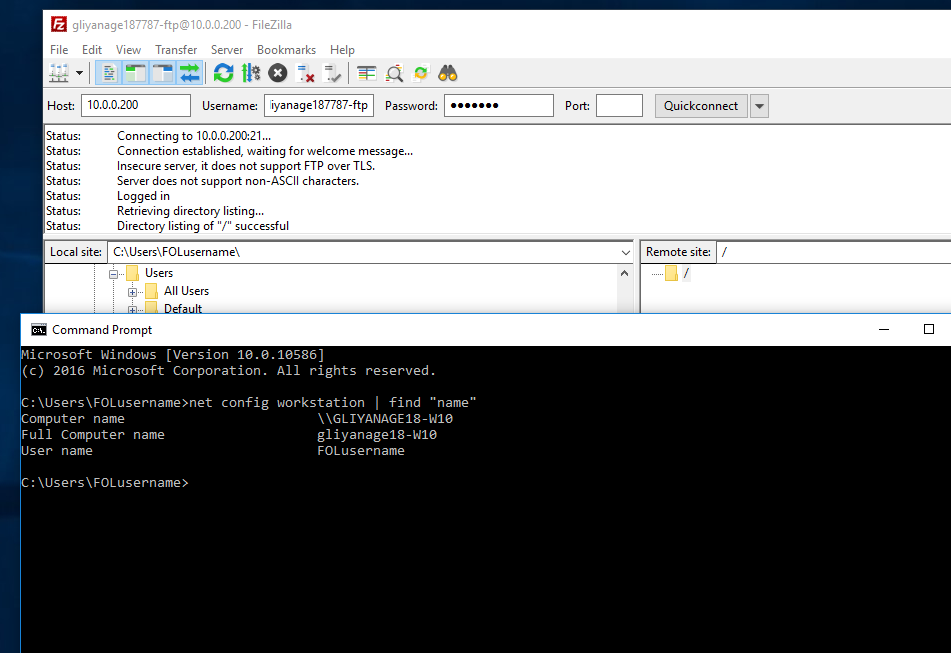 gliyanage187787-ftp@10.0.0.200 - FileZilla
File Edit View Transfer Server Bookmarks Help
Host: 10.0.0.200 Username: iyanage187787-ftp Password: ●●●●●●● Port: Quickconnect
Status: Connecting to 10.0.0.200:21...
Status: Connection established, waiting for welcome message...
Status: Insecure server, it does not support FTP over TLS.
Status: Server does not support non-ASCII characters.
Status: Logged in
Status: Retrieving directory listing...
Status: Directory listing of "/" successful
Local site: C:\Users\FOLusername\ Remote site: /
Users /
All Users
Default
Command Prompt
Microsoft Windows [Version 10.0.10586]
(c) 2016 Microsoft Corporation. All rights reserved.
C:\Users\FOLusername>net config workstation | find "name"
Computer name \\GLIYANAGE18-W10
Full Computer name gliyanage18-W10
User name FOLusername
C:\Users\FOLusername>